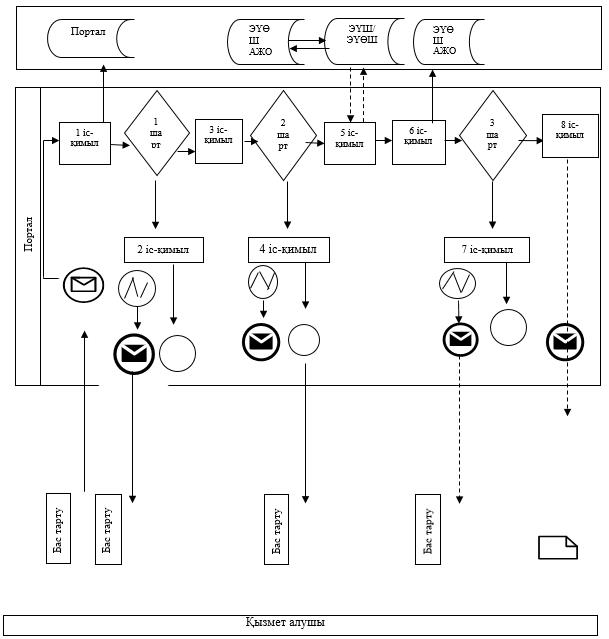 Портал
ЭҮӨ
Ш
АЖО
ЭҮШ/
ЭҮӨШ
ЭҮӨ
Ш
АЖО
Портал
1 іс-
қимыл
1
ша
рт
3 іс-
қимыл
2
ша
рт
5 іс-
қимыл
6 іс-
қимыл
3
ша
рт
8 іс-
қимыл
2 іс-қимыл
4 іс-қимыл
7 іс-қимыл
Бас тарту
Бас тарту
Бас тарту
Бас тарту
Қызмет алушы